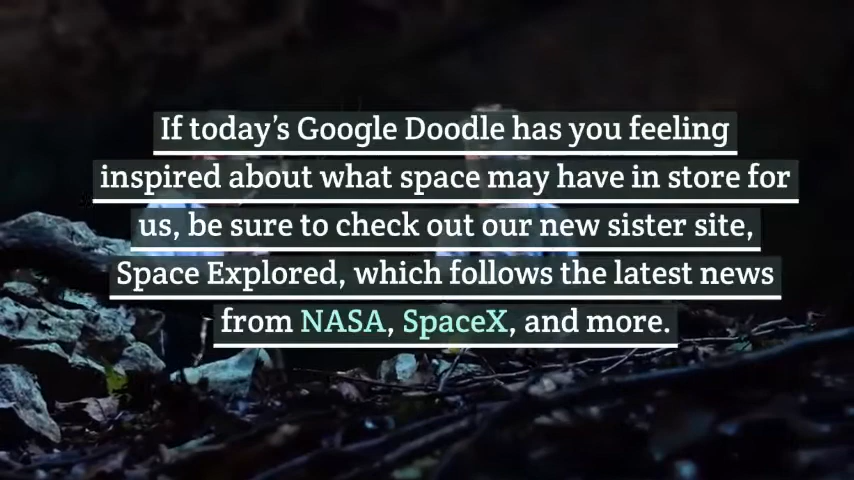 If today's Google Doodle has you feeling
inspired about what space may have in store for
us, be sure to check out our new sister site,
Space Explored, which follows the latest news
from NASA, SpaceX, and more.